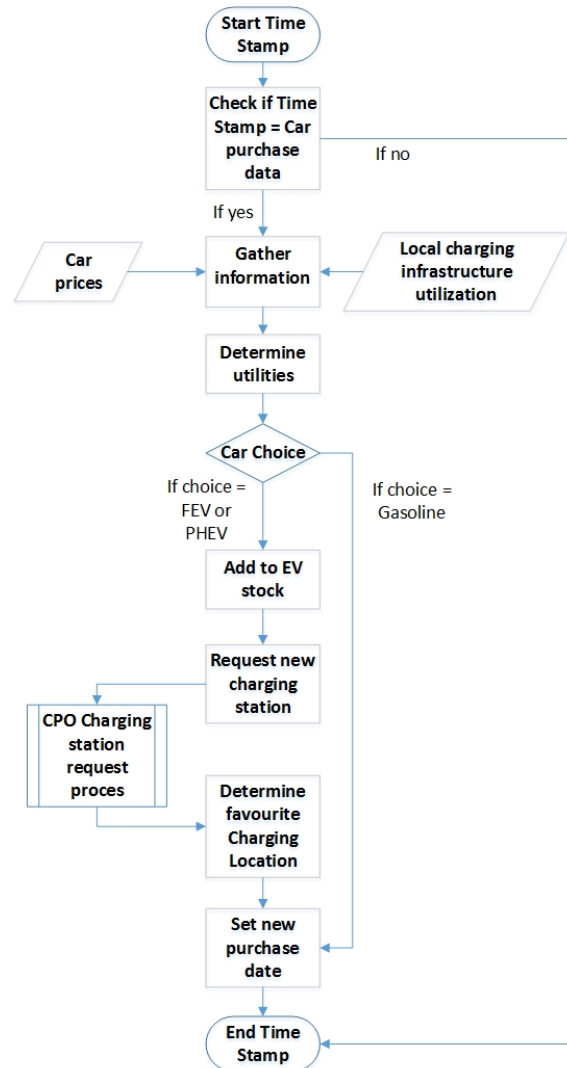 Start Time
Stamp
Check if Time
Stamp = Car
purchase
data
If no
If yes
Car
prices
Gather
information
Local charging
infrastructure
utilization
Determine
utilities
Car Choice
If choice =
FEV or
PHEV
If choice =
Gasoline
Add to EV
stock
Request new
charging
station
CPO Charging
station
request
proces
Determine
favourite
Charging
Location
Set new
purchase
date
End Time
Stamp